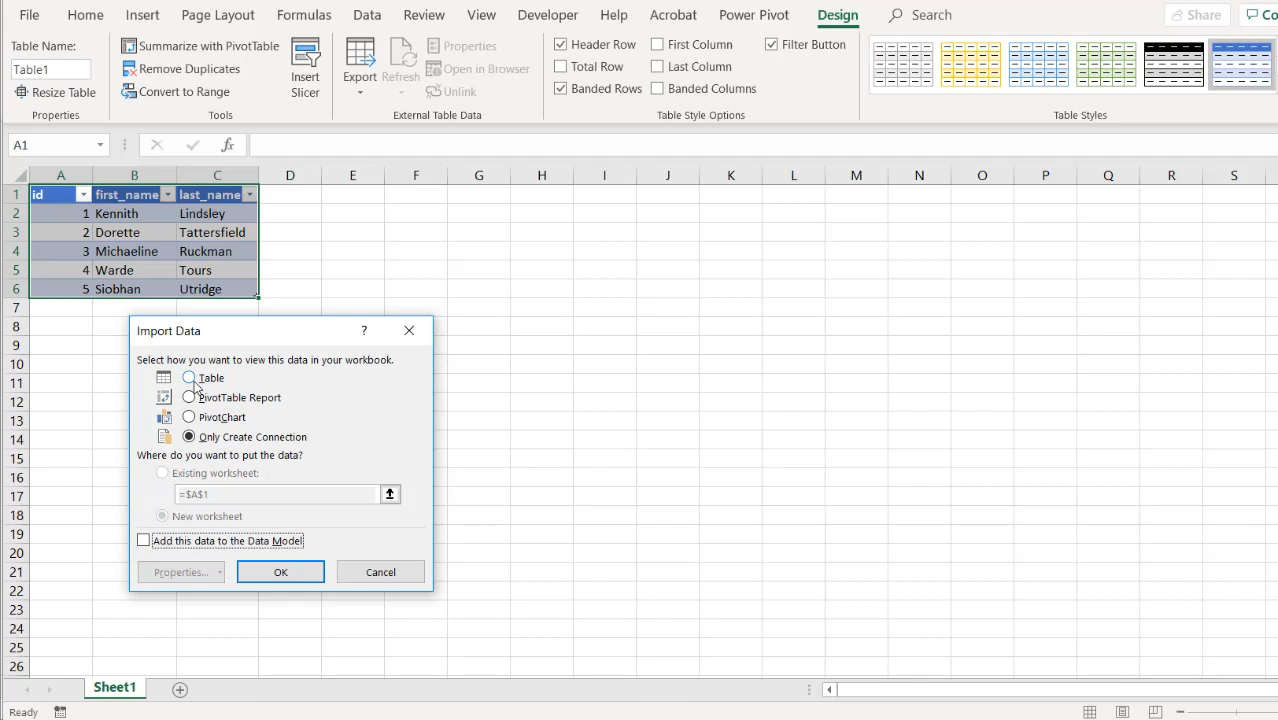 File Home Insert Page Layout Formulas Data Review View Developer Help Acrobat Power Pivot Design Search Share Co
Table Name:
Table1
Resize Table
Properties
Summarize with PivotTable
Remove Duplicates
Convert to Range
Insert
Slicer
Tools
Export
Refresh
Properties
Open in Browser
Unlink
External Table Data
Header Row First Column Filter Button
Total Row Last Column
Banded Rows Banded Columns
Table Style Options
Table Styles
A1 fx
A B C D E F G H I J K L M N O P Q R S
1 id first_name last_name
2 1 Kennith Lindsley
3 2 Dorette Tattersfield
4 3 Michaeline Ruckman
5 4 Warde Tours
6 5 Siobhan Utridge
7
8
9
10
11
12
13
14
15
16
17
18
19
20
21
22
23
24
25
26
Import Data ?
Select how you want to view this data in your workbook.
Table
PivotTable Report
PivotChart
Only Create Connection
Where do you want to put the data?
Existing worksheet:
=$A$1
New worksheet
Add this data to the Data Model
Properties... OK Cancel
Sheet1
Ready